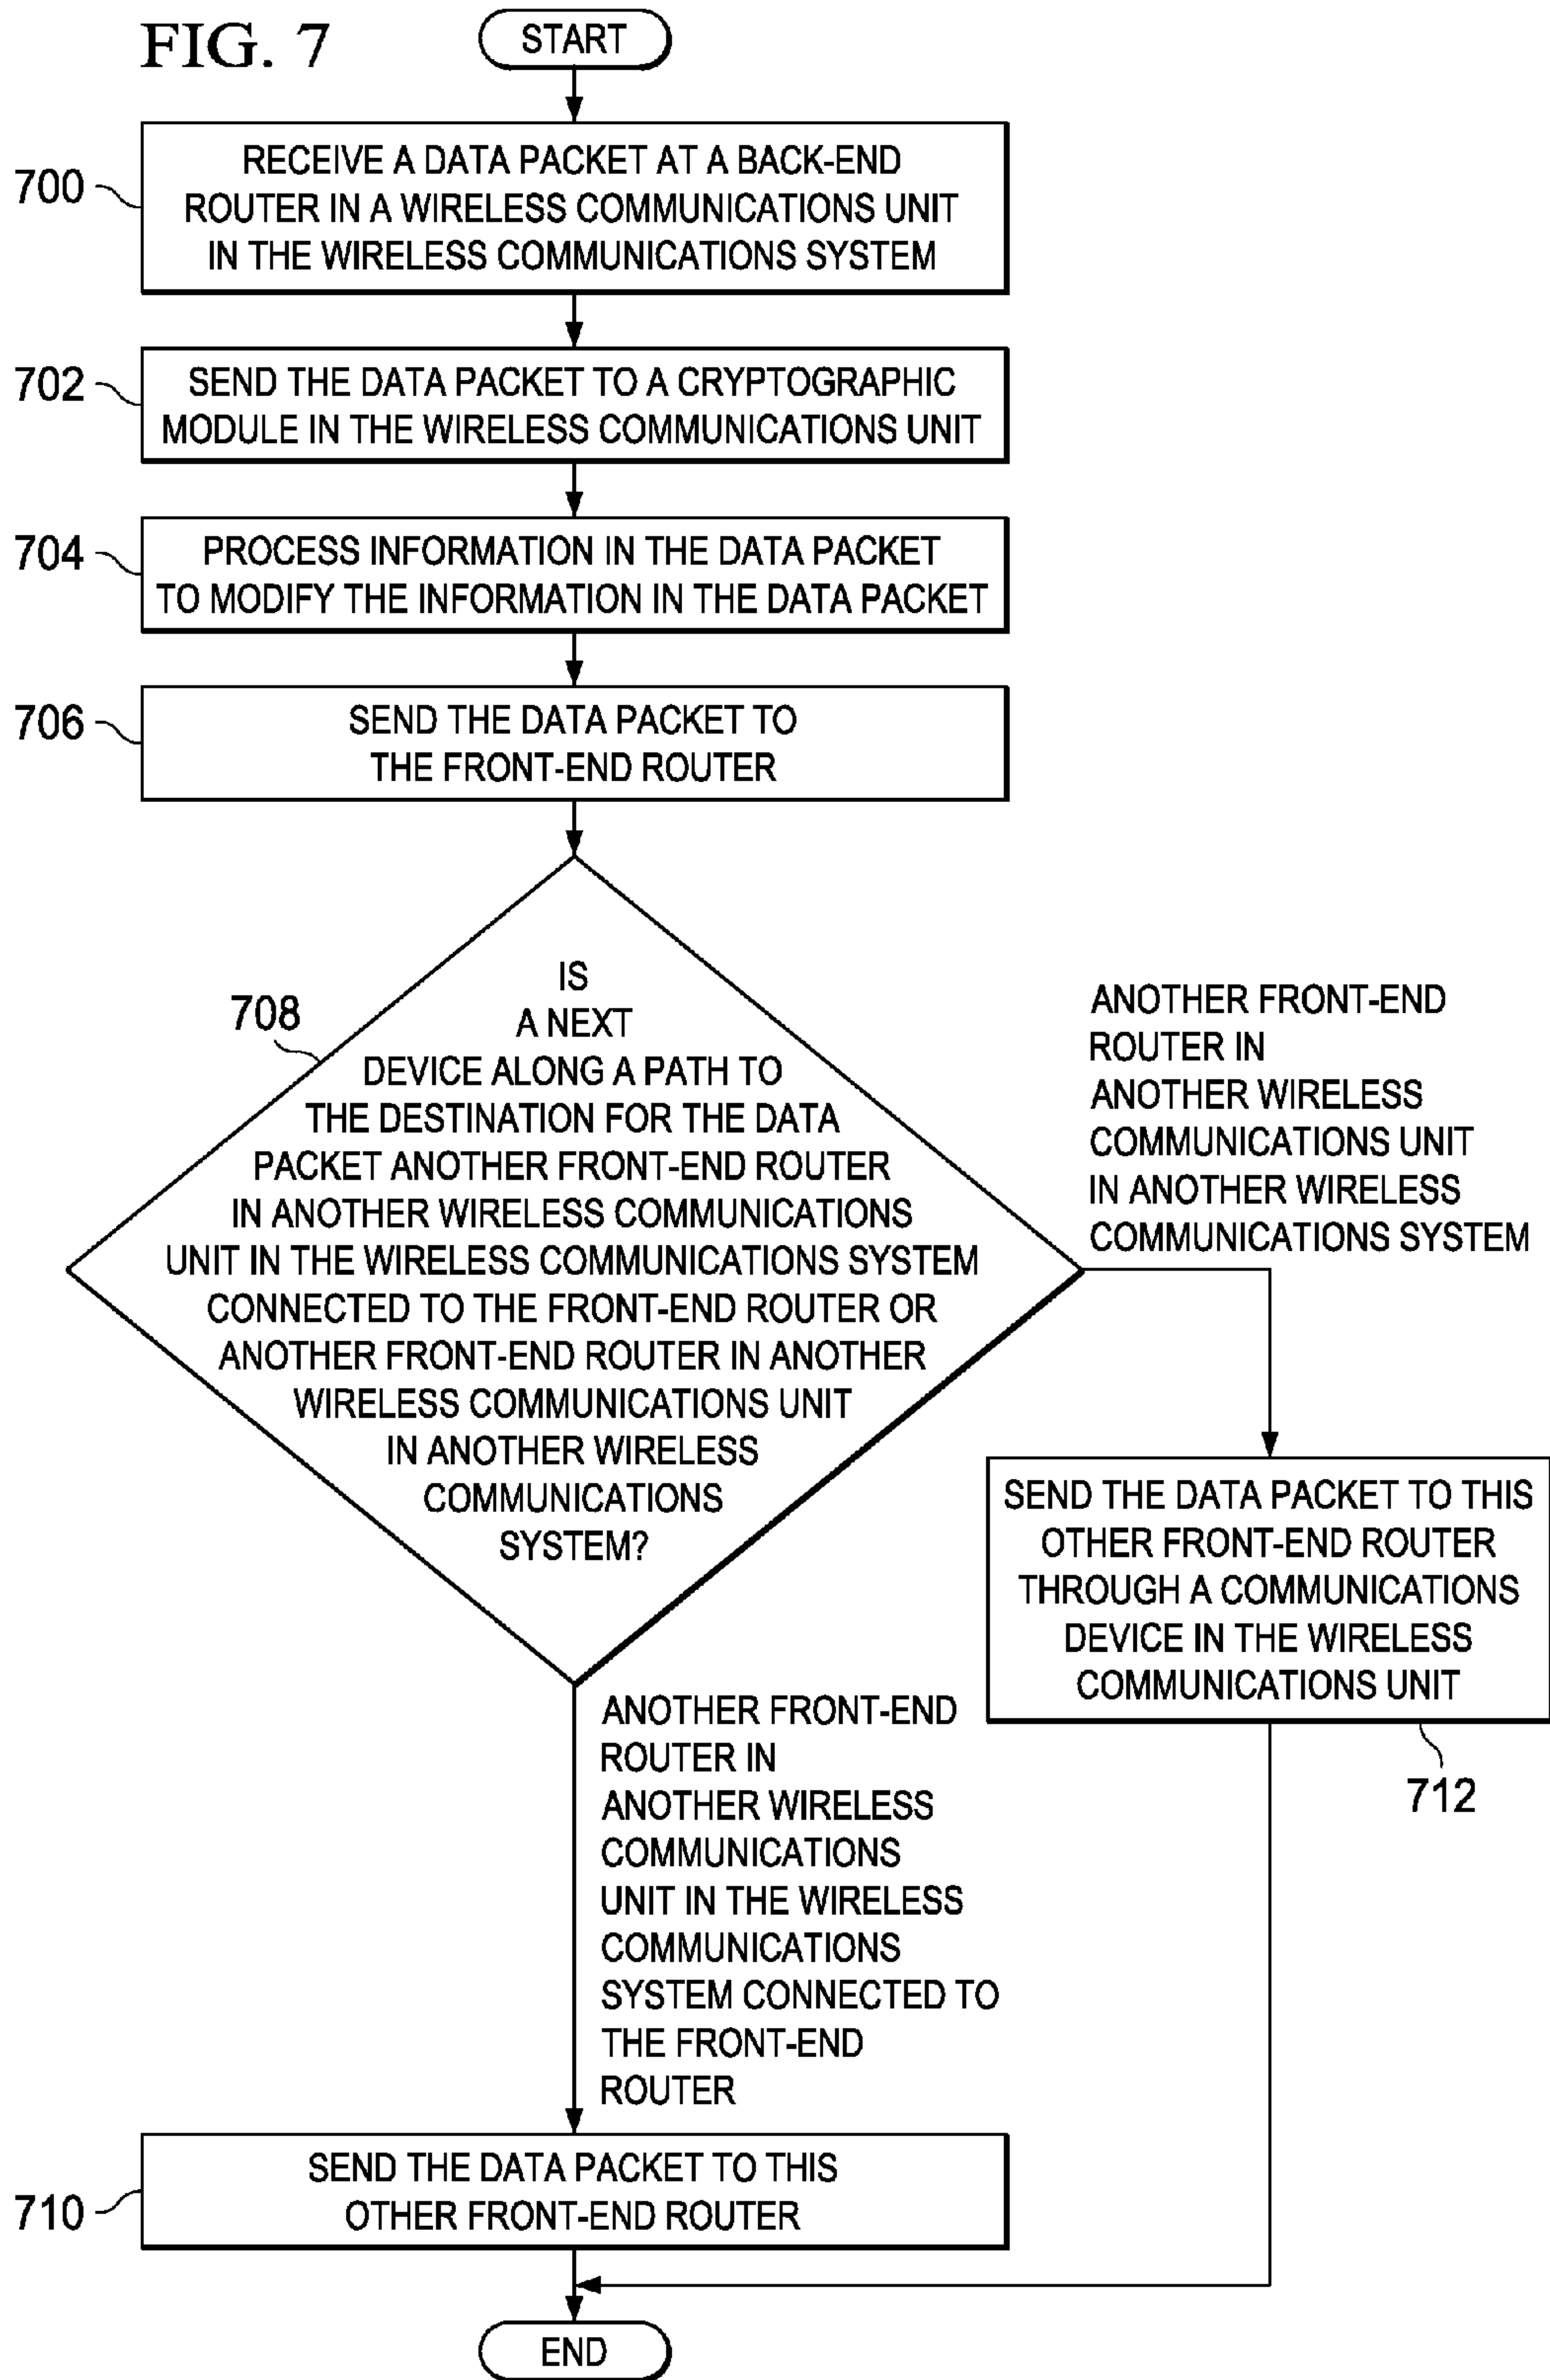 FIG. 7
START
700
RECEIVE A DATA PACKET AT A BACK-END
ROUTER IN A WIRELESS COMMUNICATIONS UNIT
IN THE WIRELESS COMMUNICATIONS SYSTEM
702
SEND THE DATA PACKET TO A CRYPTOGRAPHIC
MODULE IN THE WIRELESS COMMUNICATIONS UNIT
704
PROCESS INFORMATION IN THE DATA PACKET
TO MODIFY THE INFORMATION IN THE DATA PACKET
706
SEND THE DATA PACKET TO
THE FRONT-END ROUTER
708
IS
A NEXT
DEVICE ALONG A PATH TO
THE DESTINATION FOR THE DATA
PACKET ANOTHER FRONT-END ROUTER
IN ANOTHER WIRELESS COMMUNICATIONS
UNIT IN THE WIRELESS COMMUNICATIONS SYSTEM
CONNECTED TO THE FRONT-END ROUTER OR
ANOTHER FRONT-END ROUTER IN ANOTHER
WIRELESS COMMUNICATIONS UNIT
IN ANOTHER WIRELESS
COMMUNICATIONS
SYSTEM?
ANOTHER FRONT-END
ROUTER IN
ANOTHER WIRELESS
COMMUNICATIONS UNIT
IN ANOTHER WIRELESS
COMMUNICATIONS SYSTEM
SEND THE DATA PACKET TO THIS
OTHER FRONT-END ROUTER
THROUGH A COMMUNICATIONS
DEVICE IN THE WIRELESS
COMMUNICATIONS UNIT
712
ANOTHER FRONT-END
ROUTER IN
ANOTHER WIRELESS
COMMUNICATIONS
UNIT IN THE WIRELESS
COMMUNICATIONS
SYSTEM CONNECTED TO
THE FRONT-END
ROUTER
710
SEND THE DATA PACKET TO THIS
OTHER FRONT-END ROUTER
END